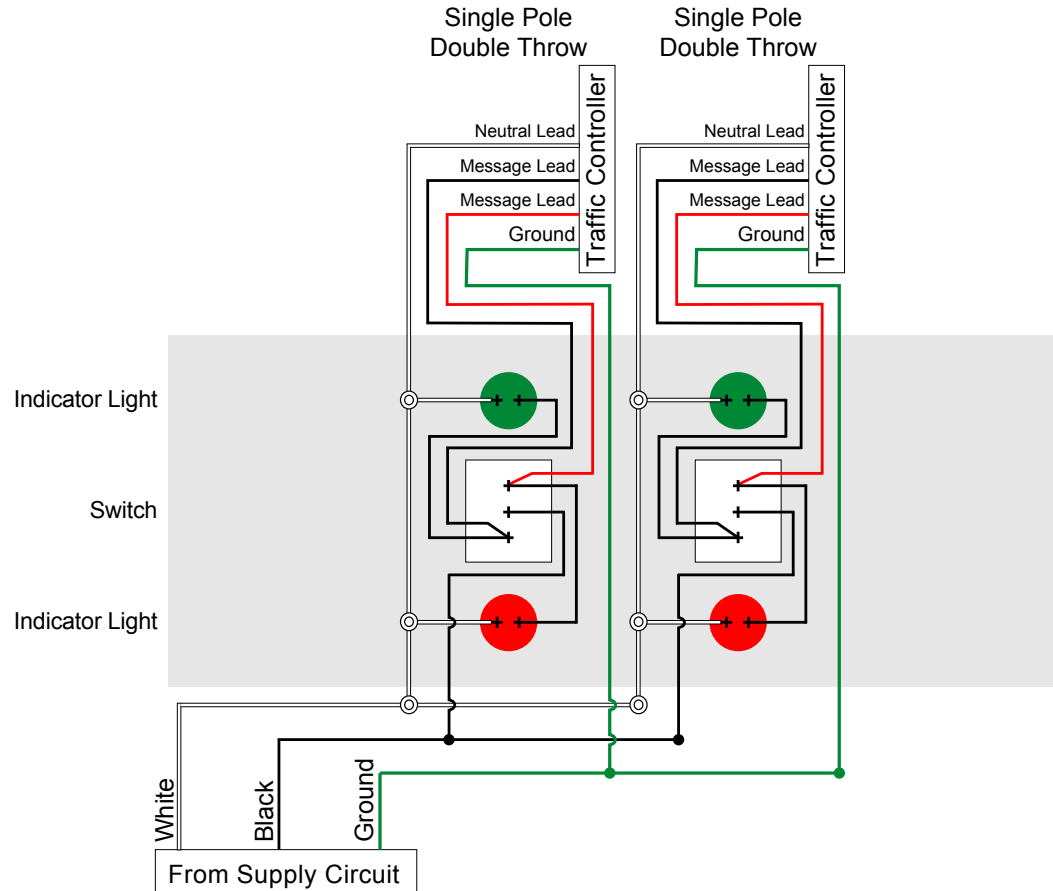 Single Pole
Double Throw
Single Pole
Double Throw
Traffic Controller
Neutral Lead
Message Lead
Message Lead
Ground
Traffic Controller
Neutral Lead
Message Lead
Message Lead
Ground
Indicator Light
Switch
Indicator Light
White
Black
Ground
From Supply Circuit